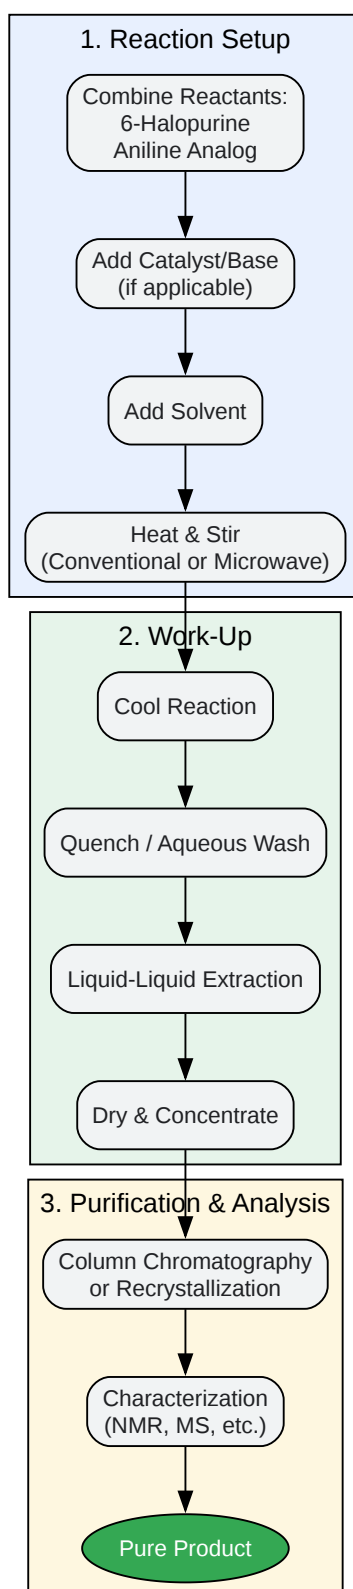 1. Reaction Setup
Combine Reactants:
6-Halopurine
Aniline Analog
Add Catalyst/Base
(if applicable)
Add Solvent
Heat & Stir
(Conventional or Microwave)
2. Work-Up
Cool Reaction
Quench / Aqueous Wash
Liquid-Liquid Extraction
Dry & Concentrate
3. Purification & Analysis
Column Chromatography
or Recrystallization
Characterization
(NMR, MS, etc.)
Pure Product